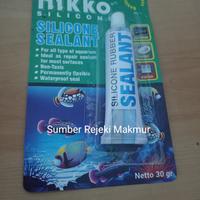 NIKKO
SILICONE
SILICONE
SEALANT
For all type of aquarium
Ideal as repair sealant
for most surfaces
Non-Toxic
Permanently flexible
Waterproof seal
SILICONE RUBBER
SEALANT
Sumber Rejeki Makmur
Netto 30 gr